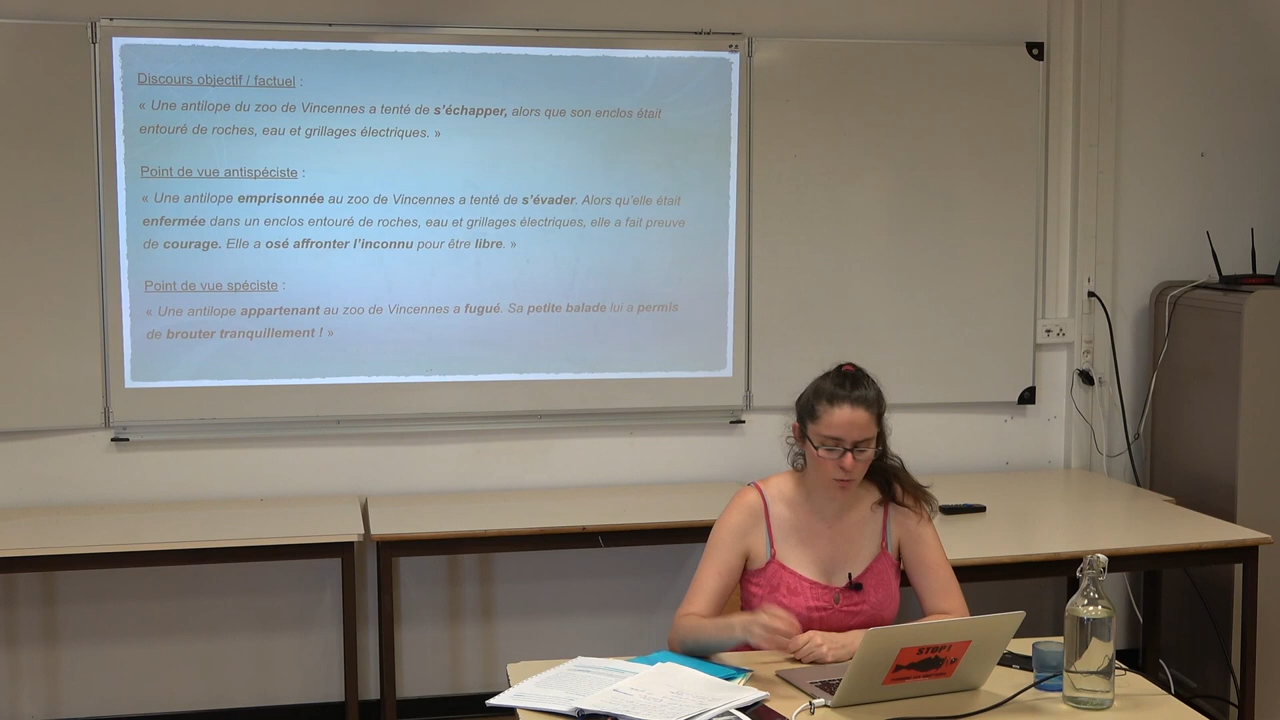 Discours objectif / factuel :
« Une antilope du zoo de Vincennes a tenté de s'échapper, alors que son enclos était
entouré de roches, eau et grillages électriques. »
Point de vue antispéciste :
« Une antilope emprisonnée au zoo de Vincennes a tenté de s'évader. Alors qu'elle était
enfermée dans un enclos entouré de roches, eau et grillages électriques, elle a fait preuve
de courage. Elle a osé affronter l'inconnu pour être libre. »
Point de vue spéciste :
« Une antilope appartenant au zoo de Vincennes a fugué. Sa petite balade lui a permis
de brouter tranquillement ! »
STOP!